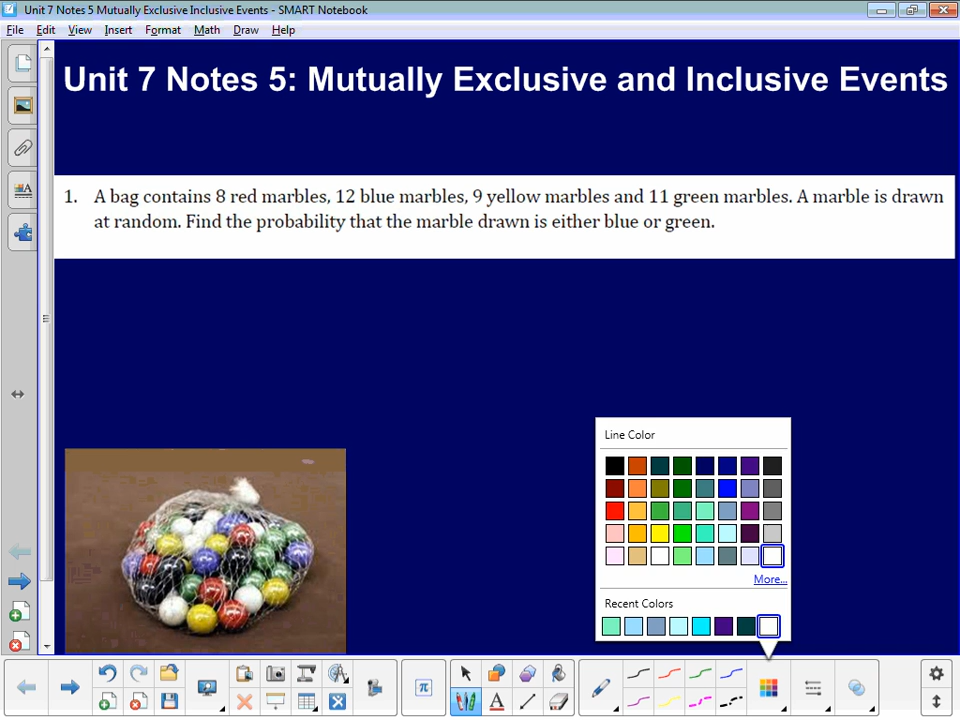 Unit 7 Notes 5 Mutually Exclusive Inclusive Events - SMART Notebook
File Edit View Insert Format Math Draw Help
Unit 7 Notes 5: Mutually Exclusive and Inclusive Events
1. A bag contains 8 red marbles, 12 blue marbles, 9 yellow marbles and 11 green marbles. A marble is drawn
at random. Find the probability that the marble drawn is either blue or green.
Line Color
More...
Recent Colors